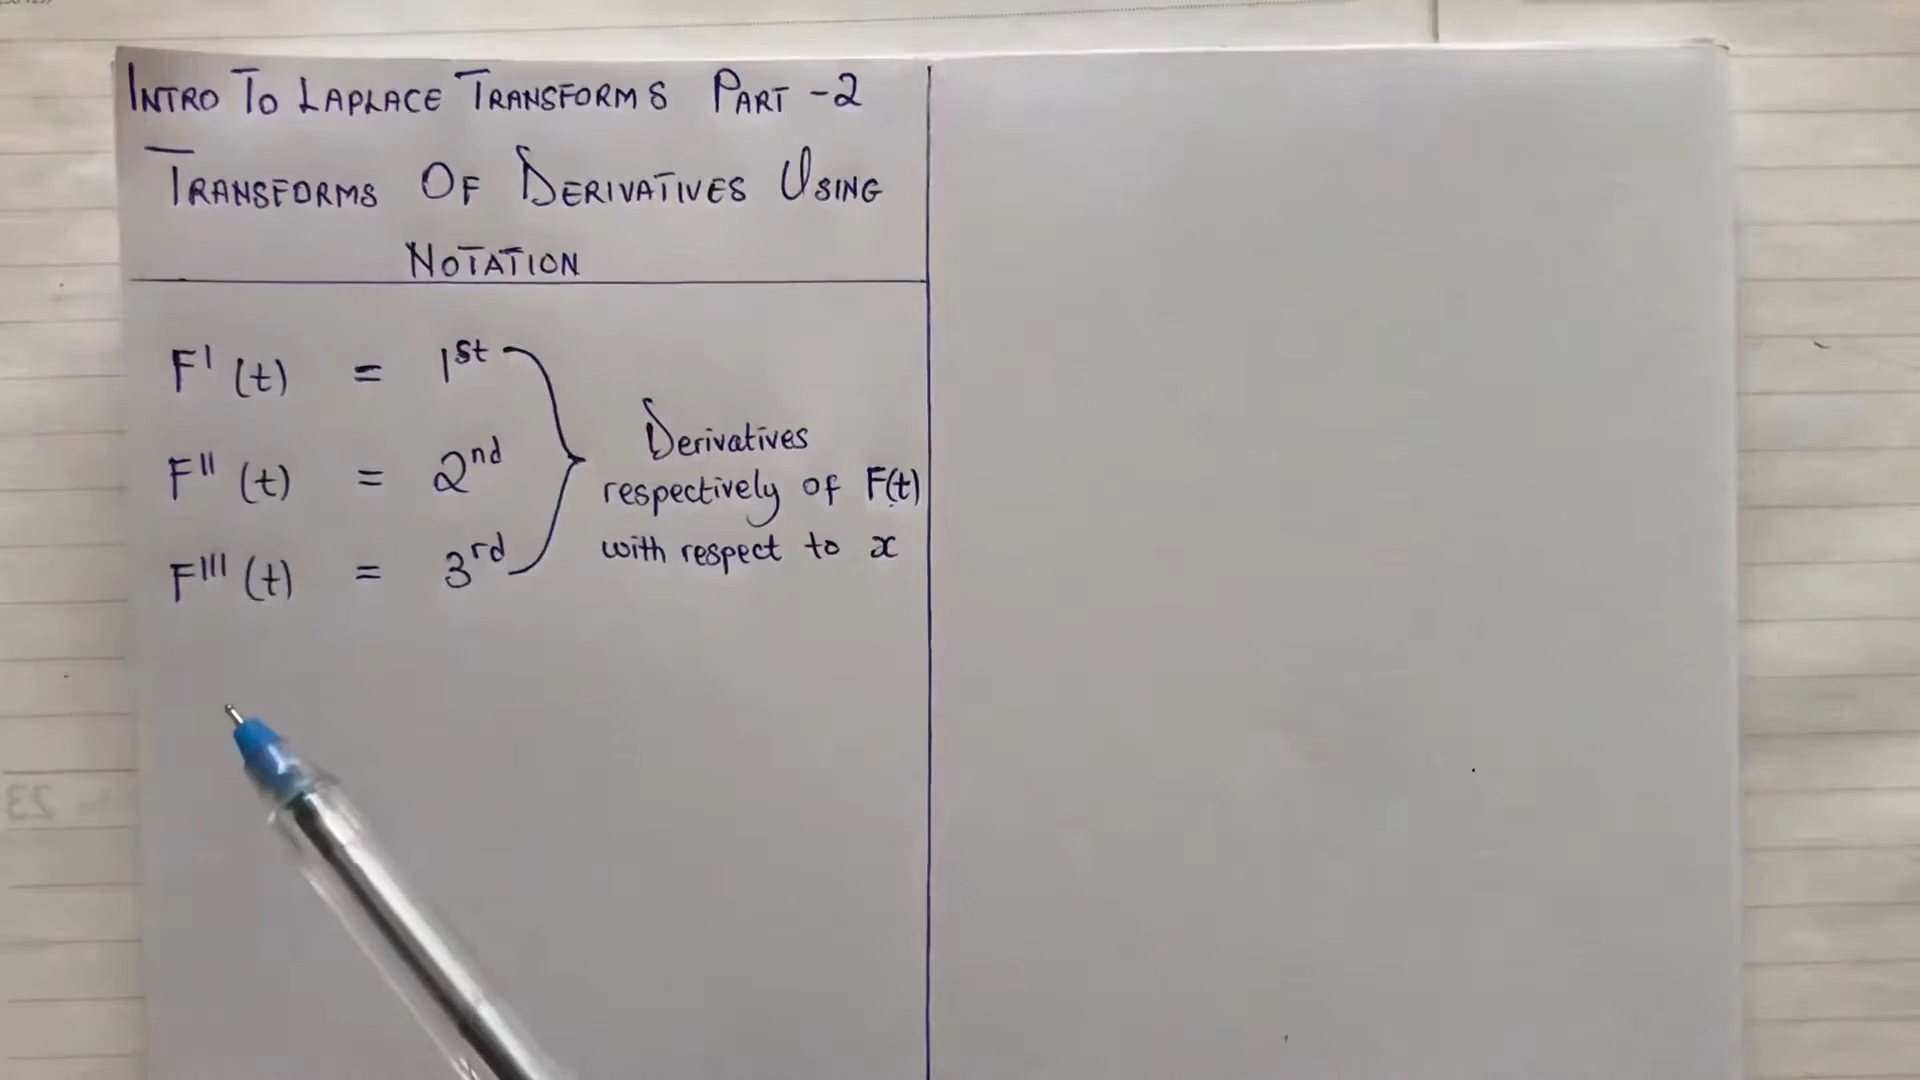 INTRO TO LAPLACE TRANSFORMS PART -2
TRANSFORMS OF DERIVATIVES USING
NOTATION
F' (t) = 1st
F'' (t) = 2nd
F''' (t) = 3rd
Derivatives
respectively of F(t)
with respect to x
23